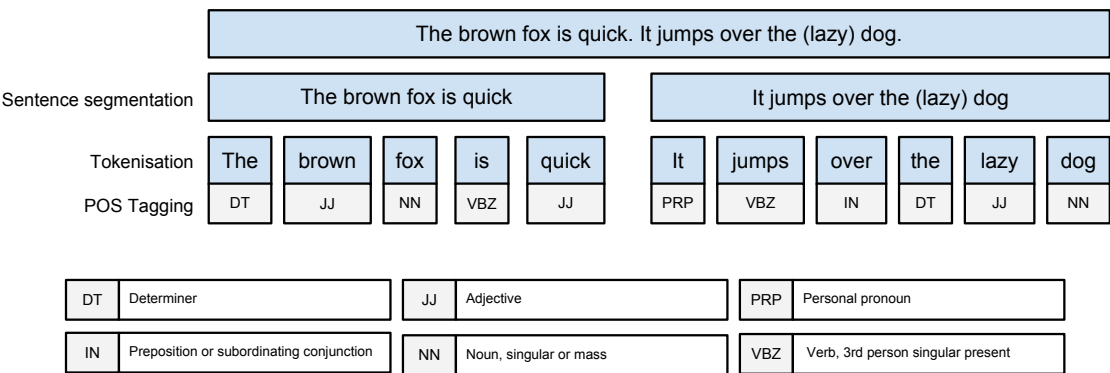 The brown fox is quick. It jumps over the (lazy) dog.
Sentence segmentation The brown fox is quick It jumps over the (lazy) dog
Tokenisation The brown fox is quick It jumps over the lazy dog
POS Tagging DT JJ NN VBZ JJ PRP VBZ IN DT JJ NN
DT Determiner JJ Adjective PRP Personal pronoun
IN Preposition or subordinating conjunction NN Noun, singular or mass VBZ Verb, 3rd person singular present